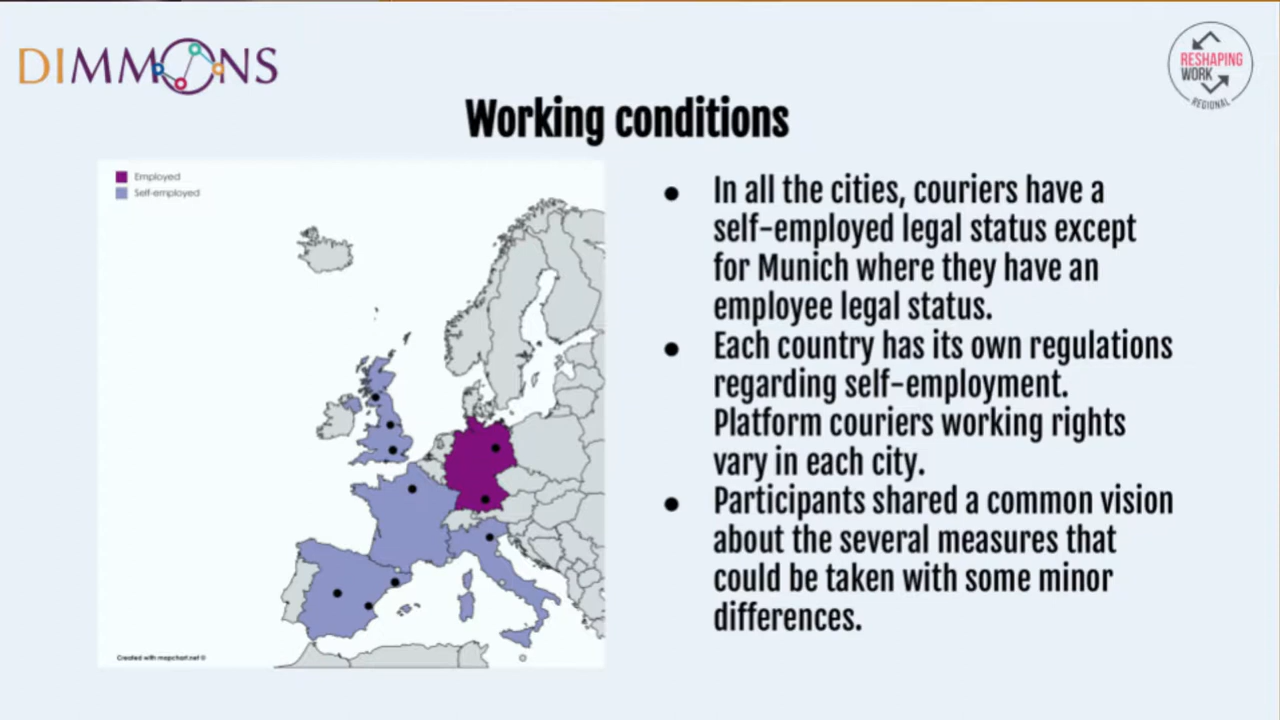 DIMMONS
RESHAPING
WORK
REGIONAL
Working conditions
Employed
Self-employed
Created with mapchart.net ©
● In all the cities, couriers have a
self-employed legal status except
for Munich where they have an
employee legal status.
● Each country has its own regulations
regarding self-employment.
Platform couriers working rights
vary in each city.
● Participants shared a common vision
about the several measures that
could be taken with some minor
differences.